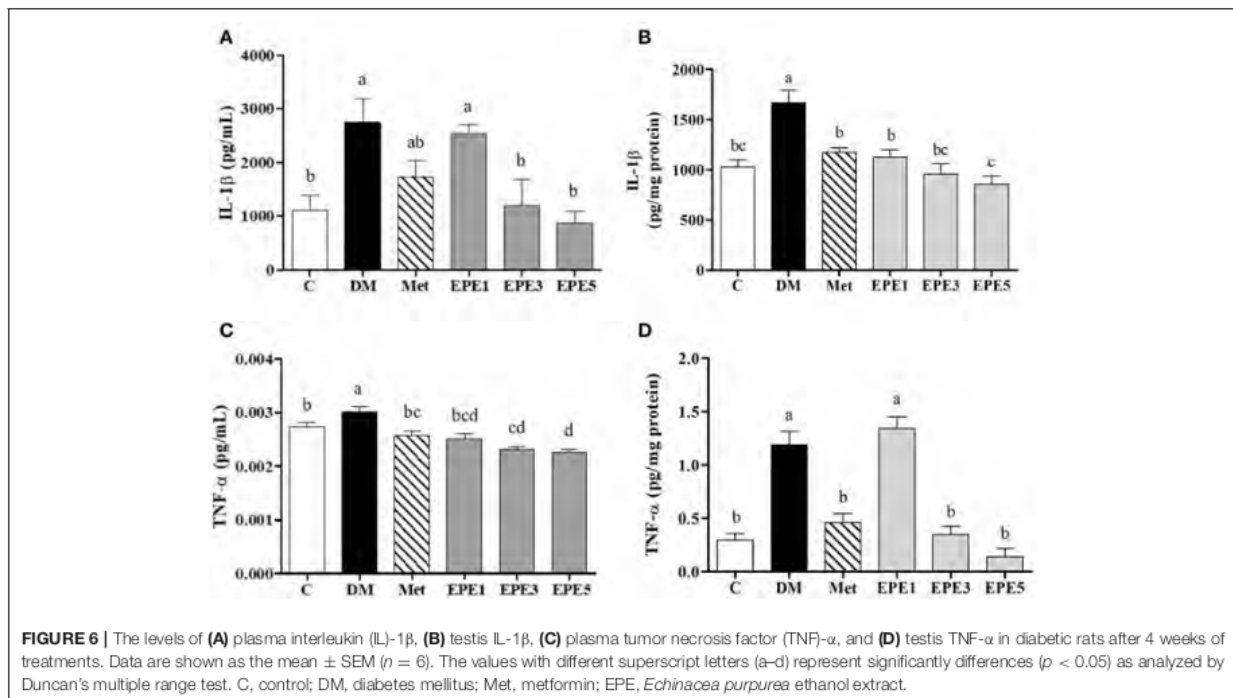 A
IL-1β (pg/mL)
4000
3000
2000
1000
0
a
a
ab
b
b
b
C DM Met EPE1 EPE3 EPE5
B
IL-1β
(pg/mg protein)
2000
1500
1000
500
0
a
bc
b
b
bc
c
C DM Met EPE1 EPE3 EPE5
C
TNF-α (pg/mL)
0.004
0.003
0.002
0.001
0.000
b
a
bc
bcd
cd
d
C DM Met EPE1 EPE3 EPE5
D
TNF-α (pg/mg protein)
2.0
1.5
1.0
0.5
0.0
b
a
b
a
b
b
C DM Met EPE1 EPE3 EPE5
FIGURE 6 | The levels of (A) plasma interleukin (IL)-1β, (B) testis IL-1β, (C) plasma tumor necrosis factor (TNF)-α, and (D) testis TNF-α in diabetic rats after 4 weeks of
treatments. Data are shown as the mean ± SEM (n = 6). The values with different superscript letters (a–d) represent significantly differences (p < 0.05) as analyzed by
Duncan's multiple range test. C, control; DM, diabetes mellitus; Met, metformin; EPE, Echinacea purpurea ethanol extract.